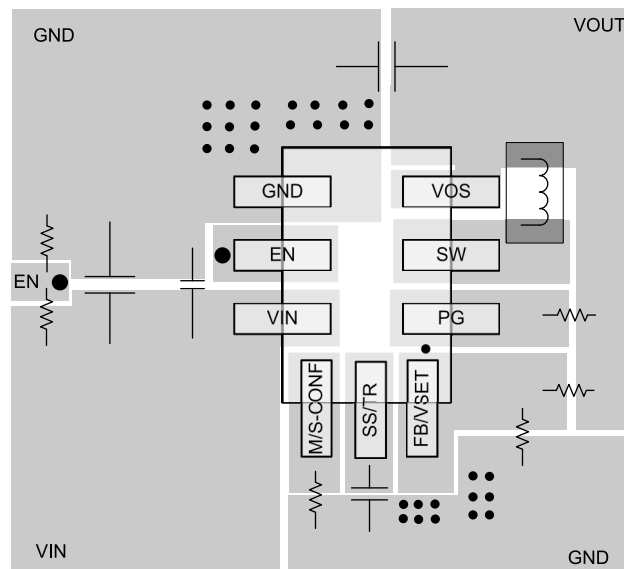 GND
VOUT
GND
VOS
EN
SW
EN
VIN
PG
M/S-CONF
SS/TR
FB/VSET
VIN
GND